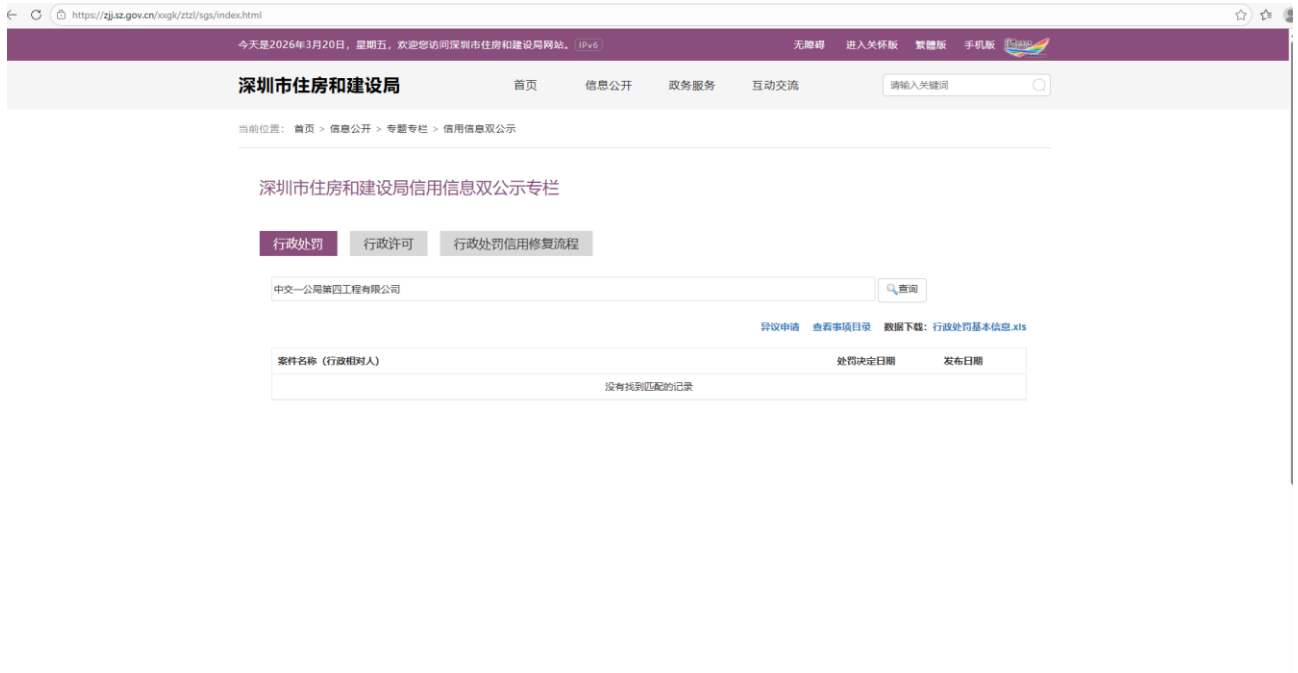 https://zjj.sz.gov.cn/xxgk/ztzl/sgs/index.html
今天是2026年3月20日，星期五，欢迎您访问深圳市住房和建设局网站。 IPv6 无障碍 进入关怀版 繁體版 手机版
深圳市住房和建设局 首页 信息公开 政务服务 互动交流 请输入关键词
当前位置： 首页 > 信息公开 > 专题专栏 > 信用信息双公示
深圳市住房和建设局信用信息双公示专栏
行政处罚 行政许可 行政处罚信用修复流程
中交一公局第四工程有限公司 查询
异议申请 查看事项目录 数据下载：行政处罚基本信息.xls
案件名称（行政相对人） 处罚决定日期 发布日期
没有找到匹配的记录